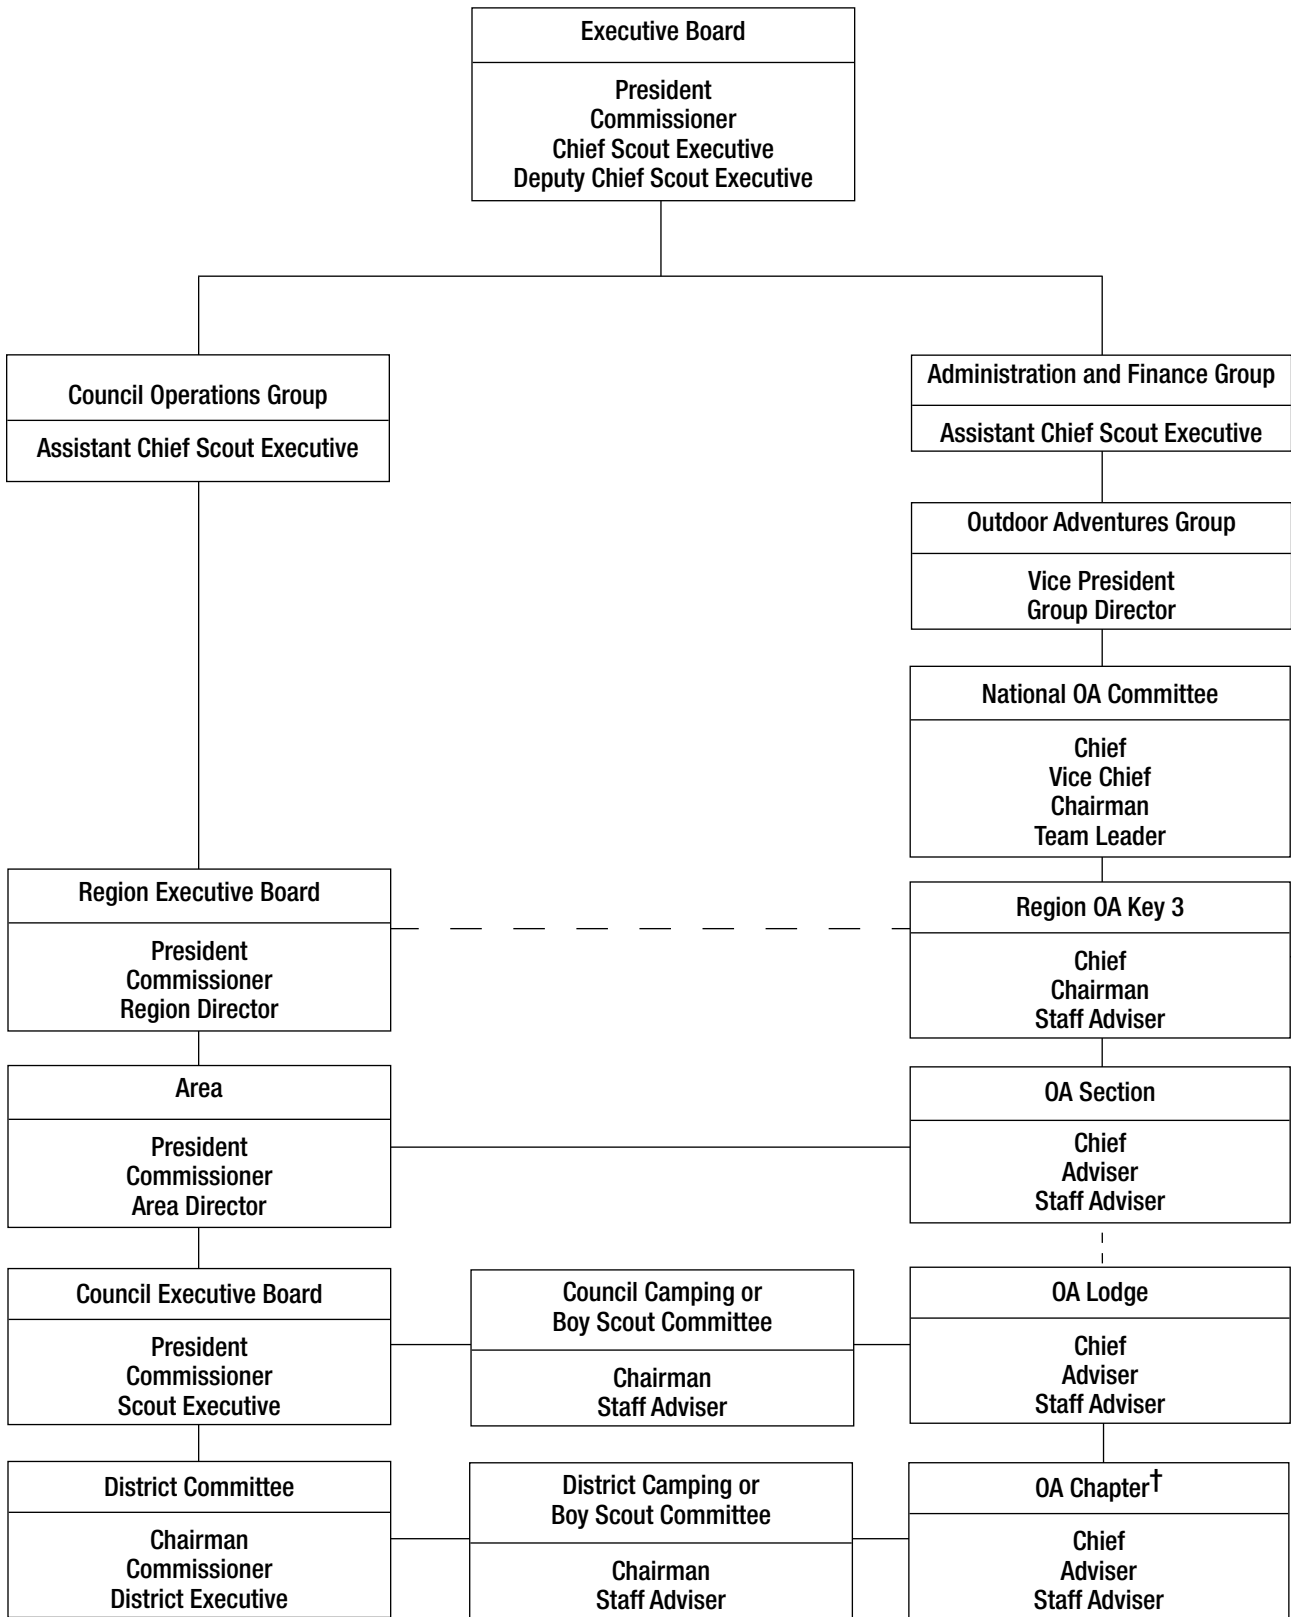 Executive Board
President
Commissioner
Chief Scout Executive
Deputy Chief Scout Executive
Council Operations Group
Assistant Chief Scout Executive
Administration and Finance Group
Assistant Chief Scout Executive
Outdoor Adventures Group
Vice President
Group Director
National OA Committee
Chief
Vice Chief
Chairman
Team Leader
Region Executive Board
President
Commissioner
Region Director
Region OA Key 3
Chief
Chairman
Staff Adviser
Area
President
Commissioner
Area Director
OA Section
Chief
Adviser
Staff Adviser
Council Executive Board
President
Commissioner
Scout Executive
Council Camping or
Boy Scout Committee
Chairman
Staff Adviser
OA Lodge
Chief
Adviser
Staff Adviser
District Committee
Chairman
Commissioner
District Executive
District Camping or
Boy Scout Committee
Chairman
Staff Adviser
OA Chapter†
Chief
Adviser
Staff Adviser